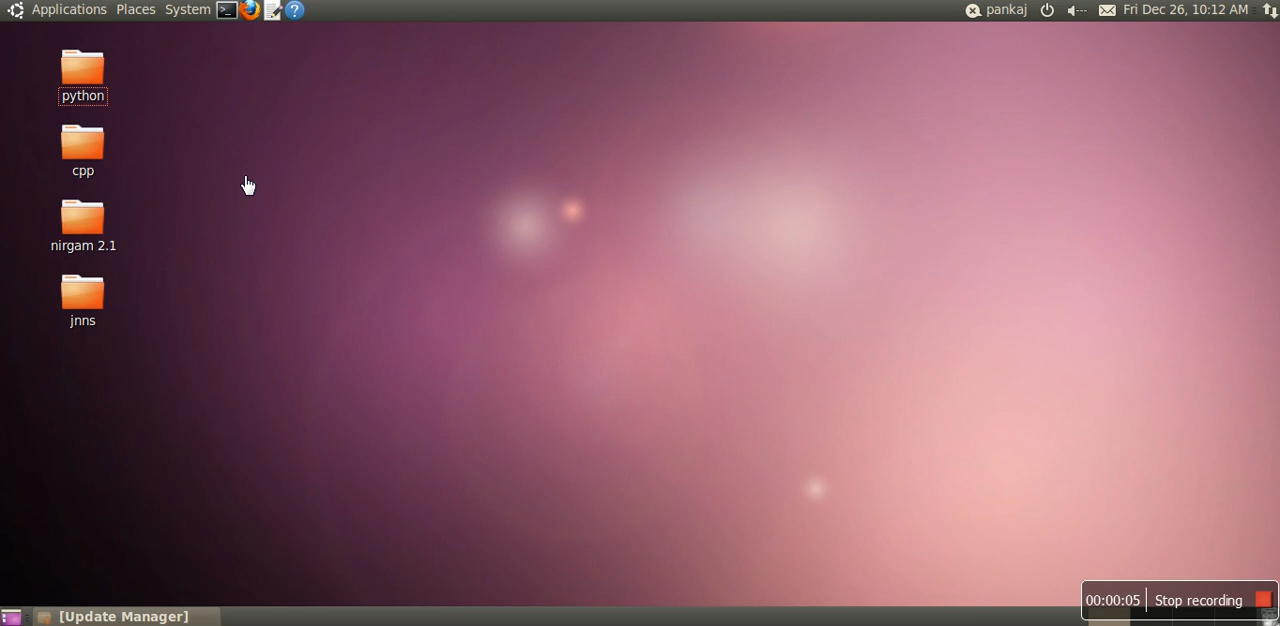 Applications Places System pankaj Fri Dec 26, 10:12 AM
python
cpp
nirgam 2.1
jnns
00:00:05 Stop recording
[Update Manager]